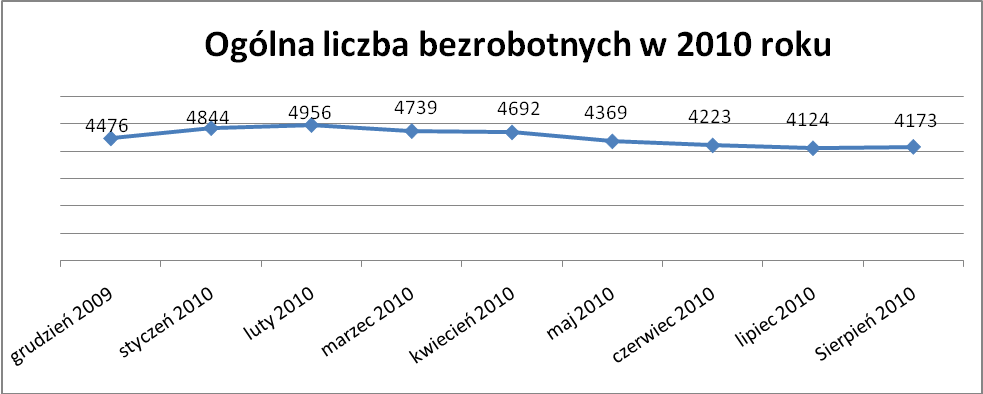 Ogólna liczba bezrobotnych w 2010 roku
4476 4844 4956 4739 4692 4369 4223 4124 4173
grudzień 2009
styczeń 2010
luty 2010
marzec 2010
kwiecień 2010
maj 2010
czerwiec 2010
lipiec 2010
Sierpień 2010